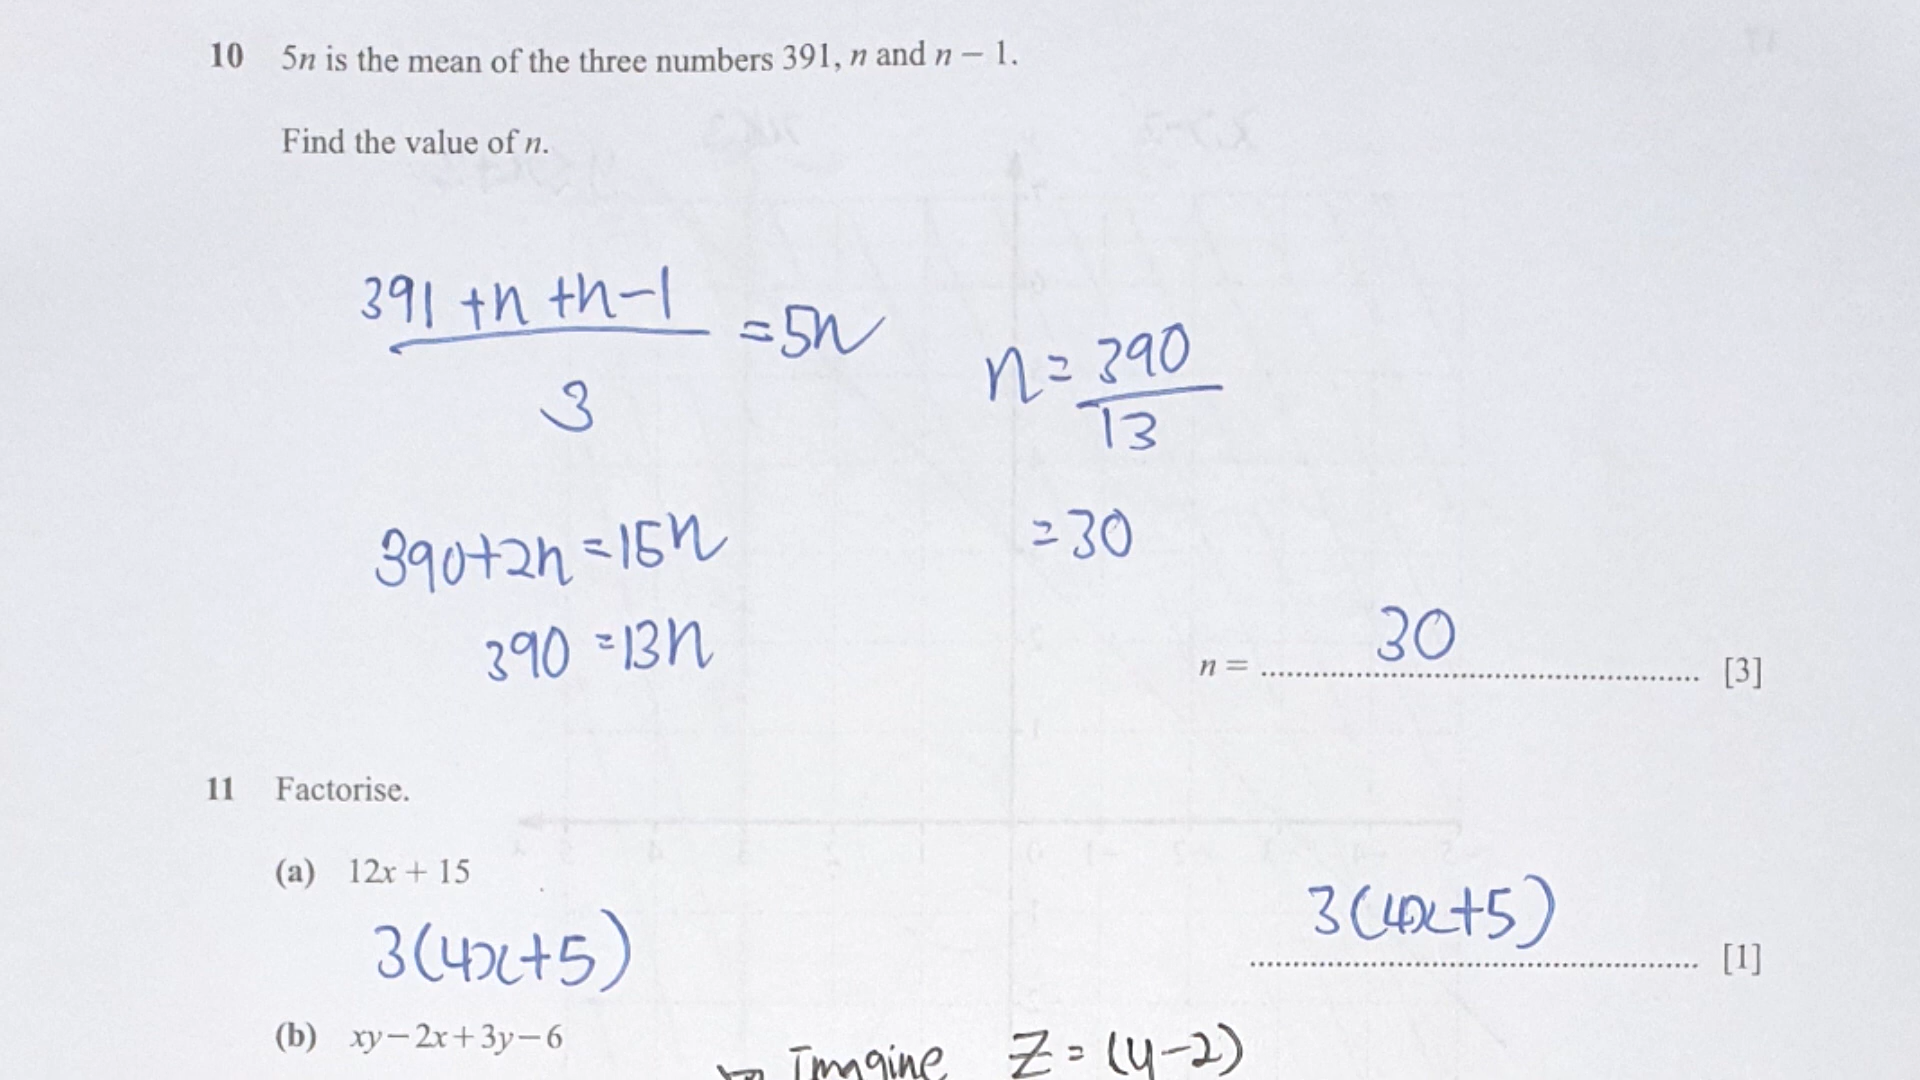 10 5n is the mean of the three numbers 391, n and n − 1.
Find the value of n.
391 + n + n − 1
= 5n
3
n = 390
13
= 30
390 + 2n = 15n
390 = 13n
30
n = ........................................ [3]
11 Factorise.
(a) 12x + 15
3(4x+5)
3(4x+5)
........................................ [1]
(b) xy − 2x + 3y − 6
Imagine Z = (y−2)